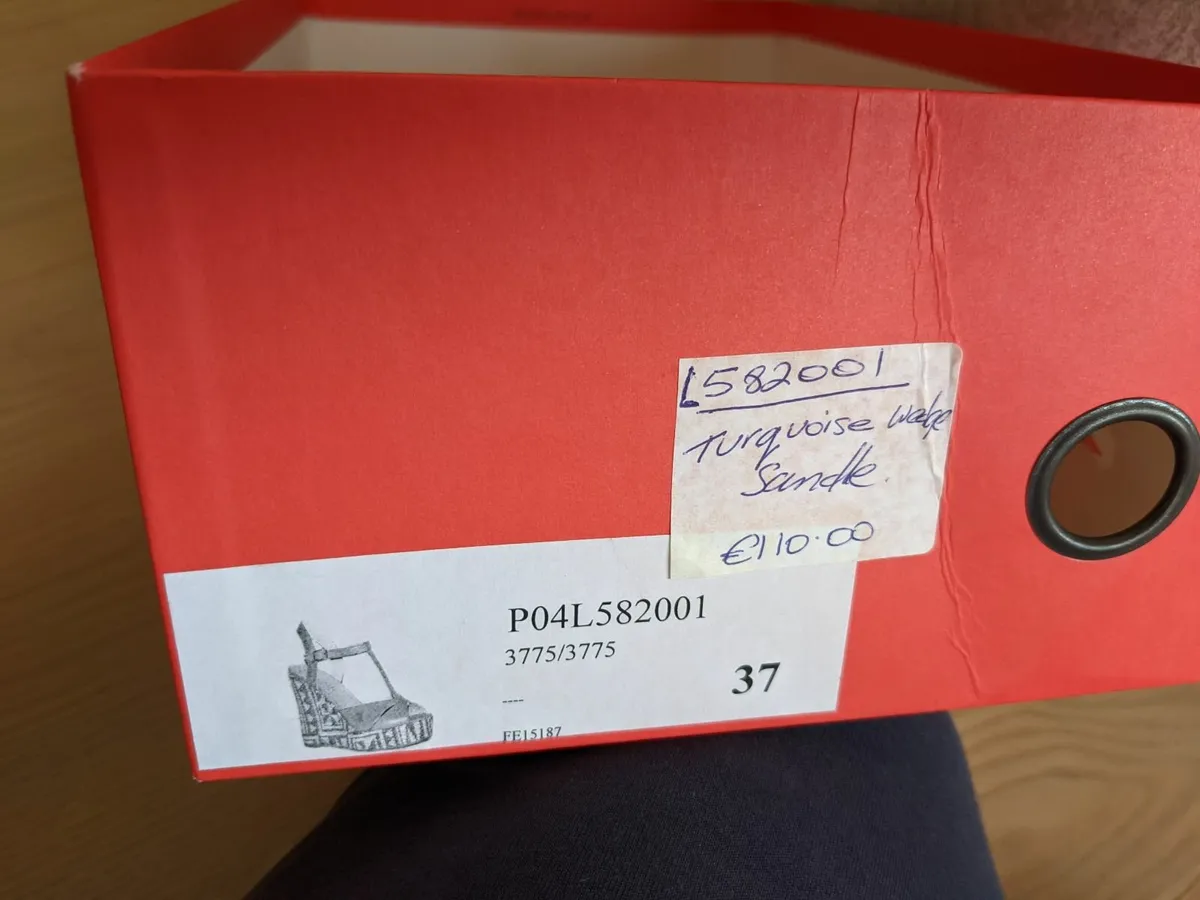 L582001
Turquoise Wedge
Sandle.
€110.00
P04L582001
3775/3775
37
----
FE15187